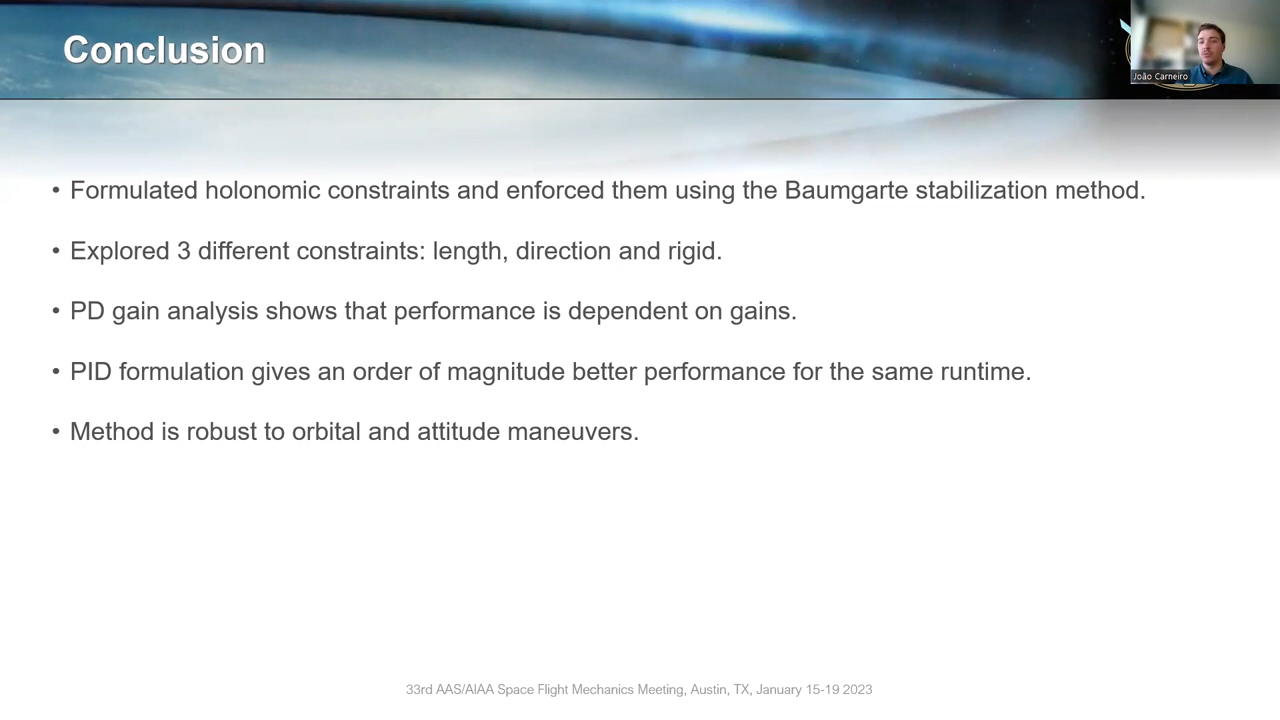 Conclusion
João Carneiro
• Formulated holonomic constraints and enforced them using the Baumgarte stabilization method.
• Explored 3 different constraints: length, direction and rigid.
• PD gain analysis shows that performance is dependent on gains.
• PID formulation gives an order of magnitude better performance for the same runtime.
• Method is robust to orbital and attitude maneuvers.
33rd AAS/AIAA Space Flight Mechanics Meeting, Austin, TX, January 15-19 2023